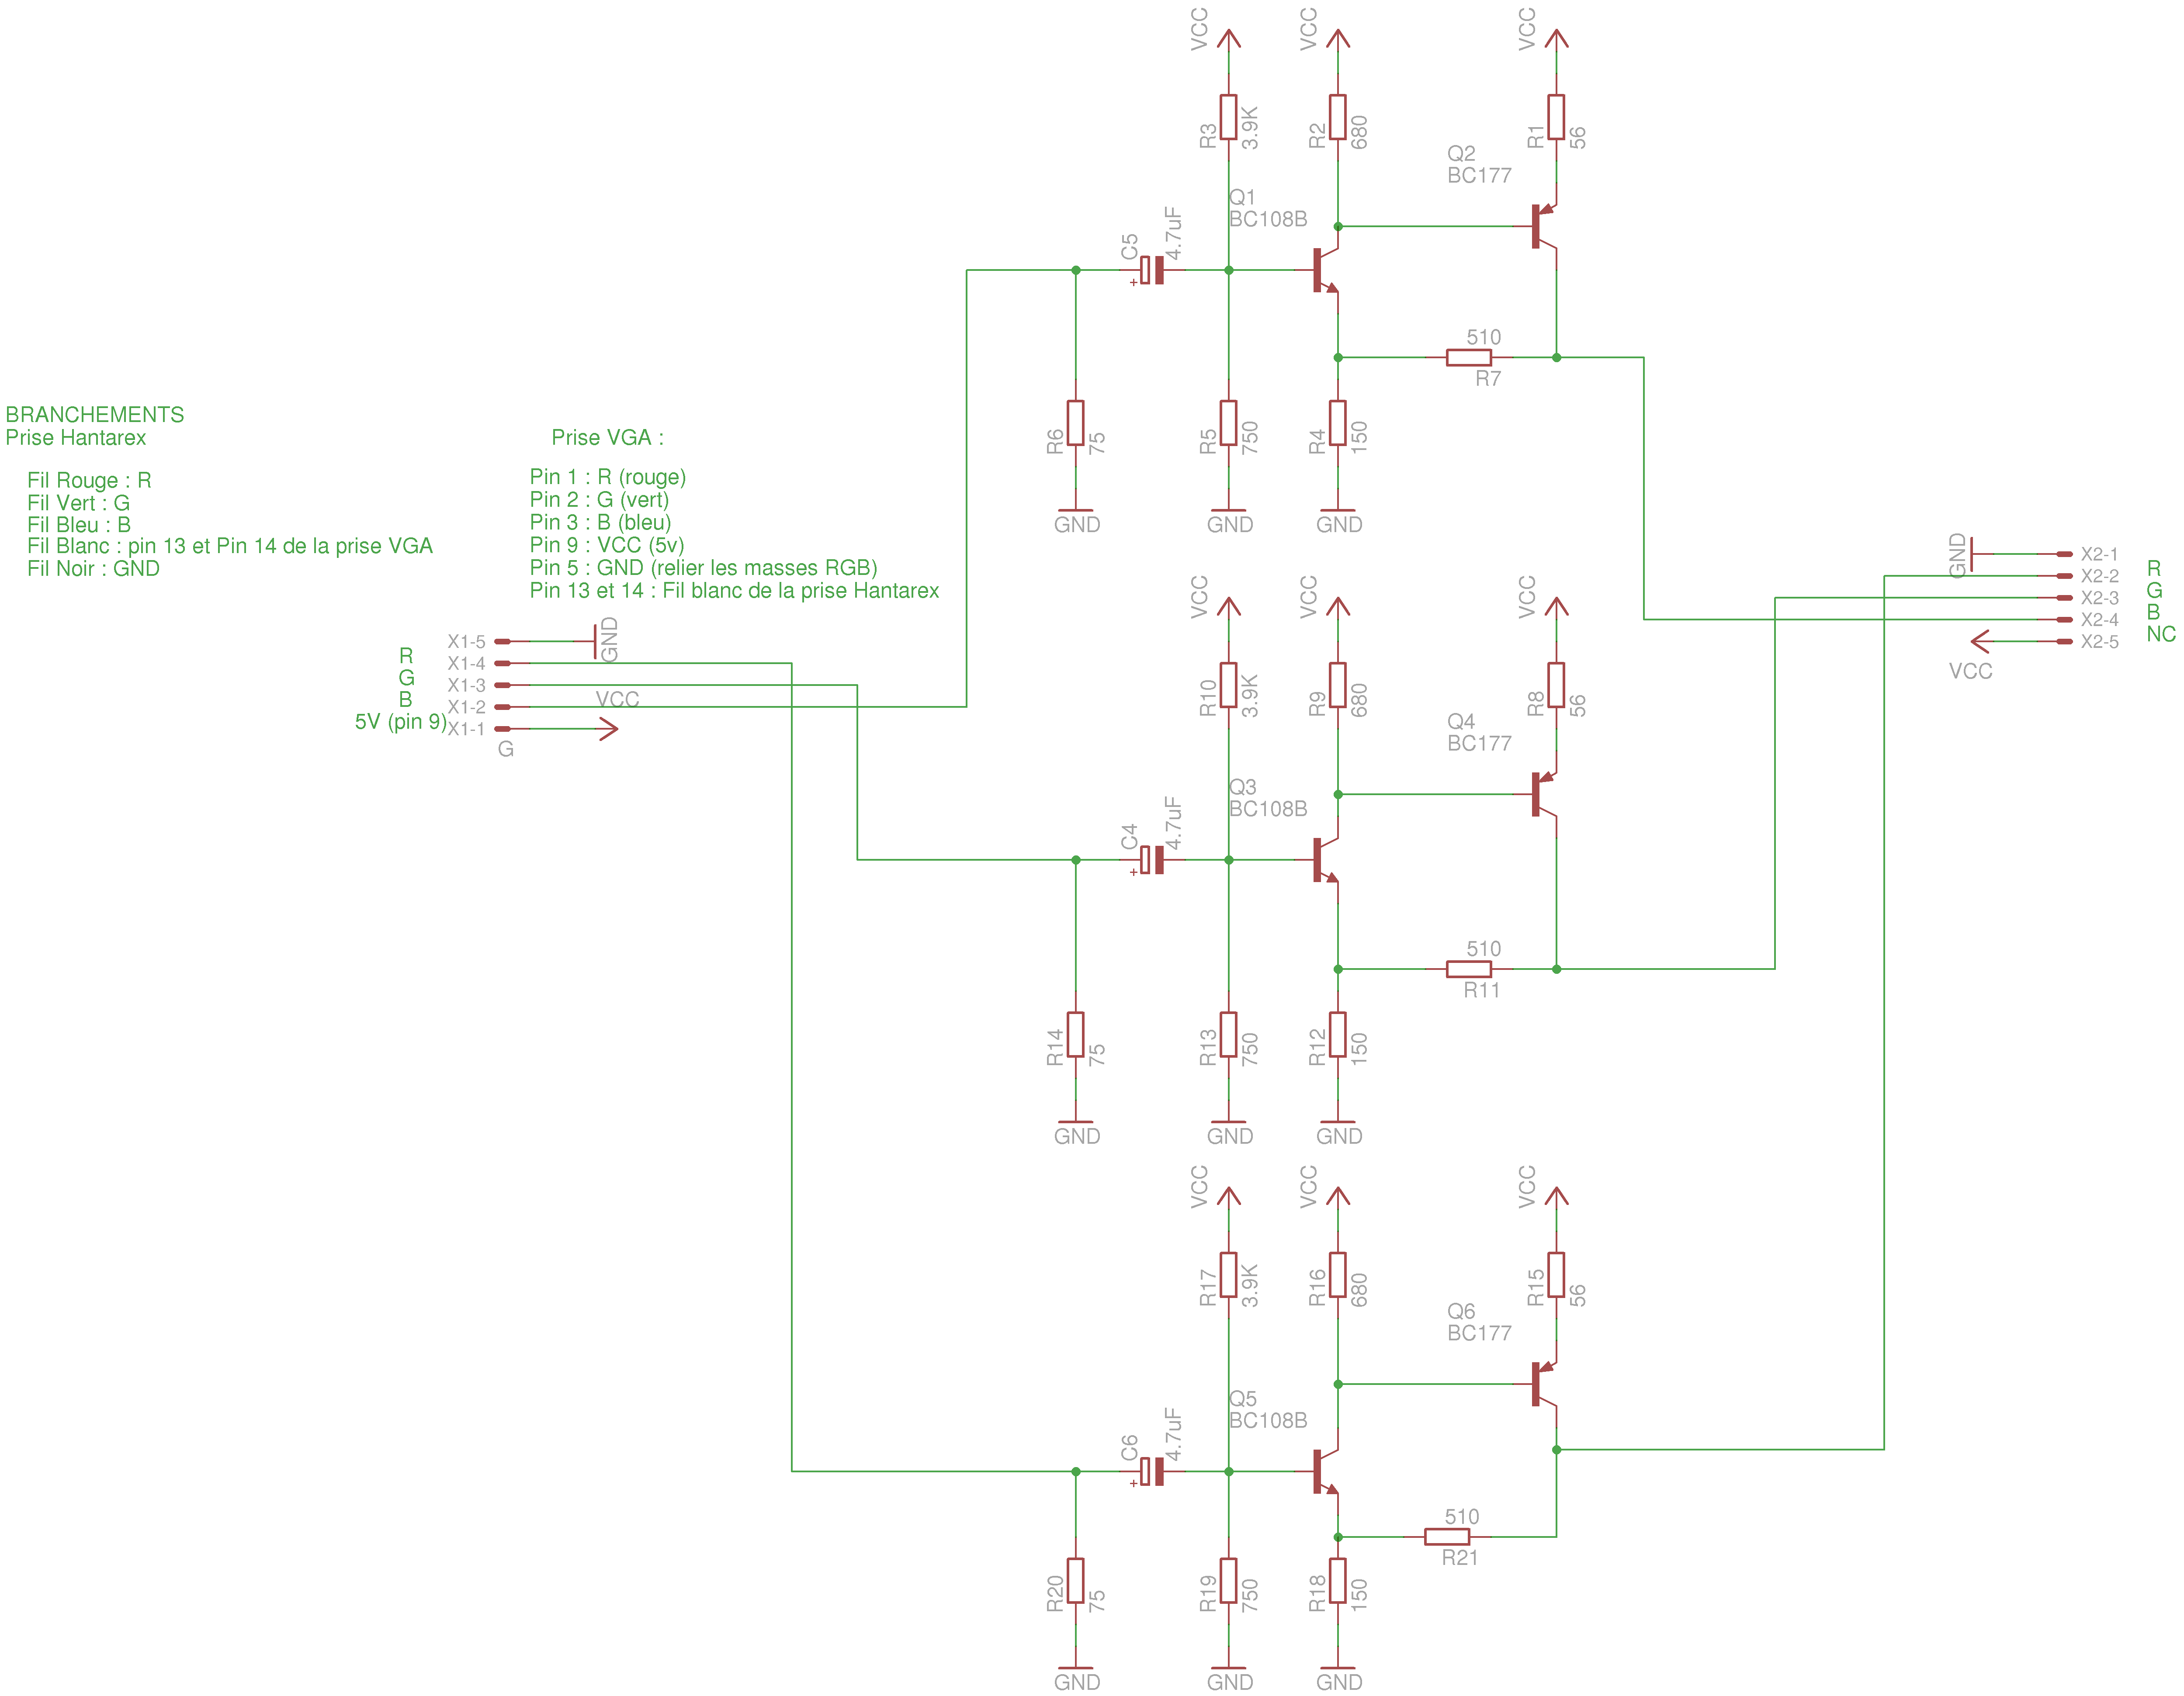 BRANCHEMENTS
Prise Hantarex
Fil Rouge : R
Fil Vert : G
Fil Bleu : B
Fil Blanc : pin 13 et Pin 14 de la prise VGA
Fil Noir : GND
Prise VGA :
Pin 1 : R (rouge)
Pin 2 : G (vert)
Pin 3 : B (bleu)
Pin 9 : VCC (5v)
Pin 5 : GND (relier les masses RGB)
Pin 13 et 14 : Fil blanc de la prise Hantarex
X1-5
GND
R
X1-4
G
X1-3
B
X1-2
VCC
5V (pin 9)
X1-1
G
VCC
VCC
VCC
R3
3.9K
R2
680
R1
56
Q2
BC177
Q1
BC108B
C5
4.7uF
+
510
R7
R6
75
R5
750
R4
150
GND
GND
GND
VCC
VCC
VCC
R10
3.9K
R9
680
R8
56
Q4
BC177
Q3
BC108B
C4
4.7uF
+
510
R11
R14
75
R13
750
R12
150
GND
GND
GND
VCC
VCC
VCC
R17
3.9K
R16
680
R15
56
Q6
BC177
Q5
BC108B
C6
4.7uF
+
510
R21
R20
75
R19
750
R18
150
GND
GND
GND
GND
X2-1
X2-2
R
X2-3
G
X2-4
B
X2-5
NC
VCC